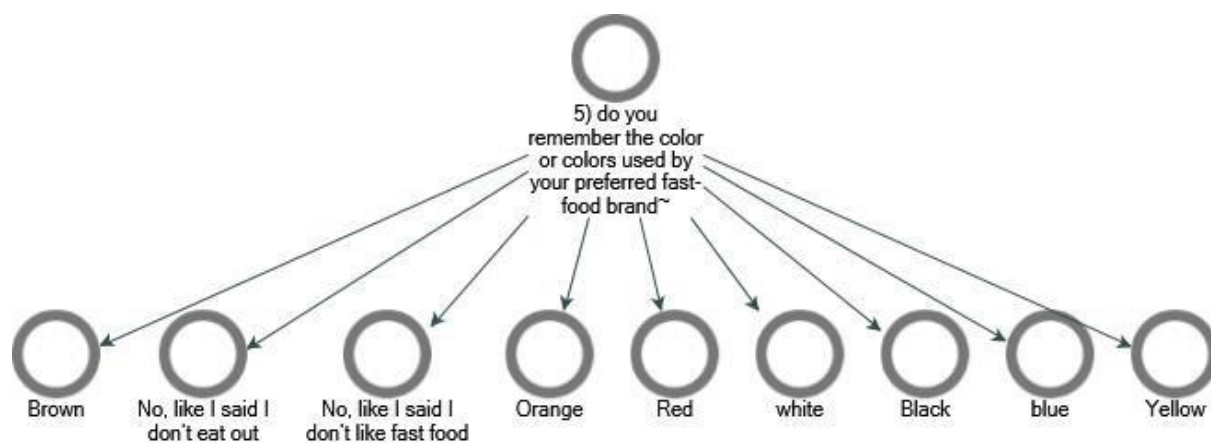 5) do you
remember the color
or colors used by
your preferred fast-
food brand~
Brown
No, like I said I
don't eat out
No, like I said I
don't like fast food
Orange
Red
white
Black
blue
Yellow